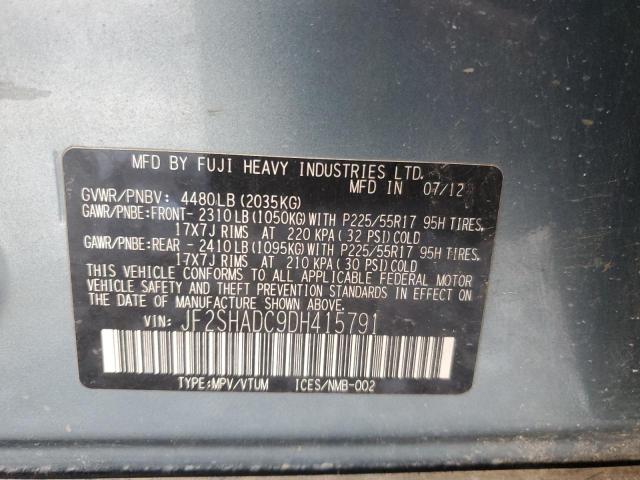 MFD BY FUJI HEAVY INDUSTRIES LTD.
MFD IN 07/12
GVWR/PNBV: 4480LB (2035KG)
GAWR/PNBE: FRONT- 2310LB (1050KG) WITH P225/55R17 95H TIRES,
17X7J RIMS AT 220 KPA (32 PSI) COLD
GAWR/PNBE: REAR - 2410LB (1095KG) WITH P225/55R17 95H TIRES,
17X7J RIMS AT 210 KPA (30 PSI) COLD
THIS VEHICLE CONFORMS TO ALL APPLICABLE FEDERAL MOTOR
VEHICLE SAFETY AND THEFT PREVENTION STANDARDS IN
EFFECT ON THE DATE OF MANUFACTURE SHOWN ABOVE.
VIN: JF2SHADC9DH415791
TYPE: MPV/VTUM ICES/NMB-002